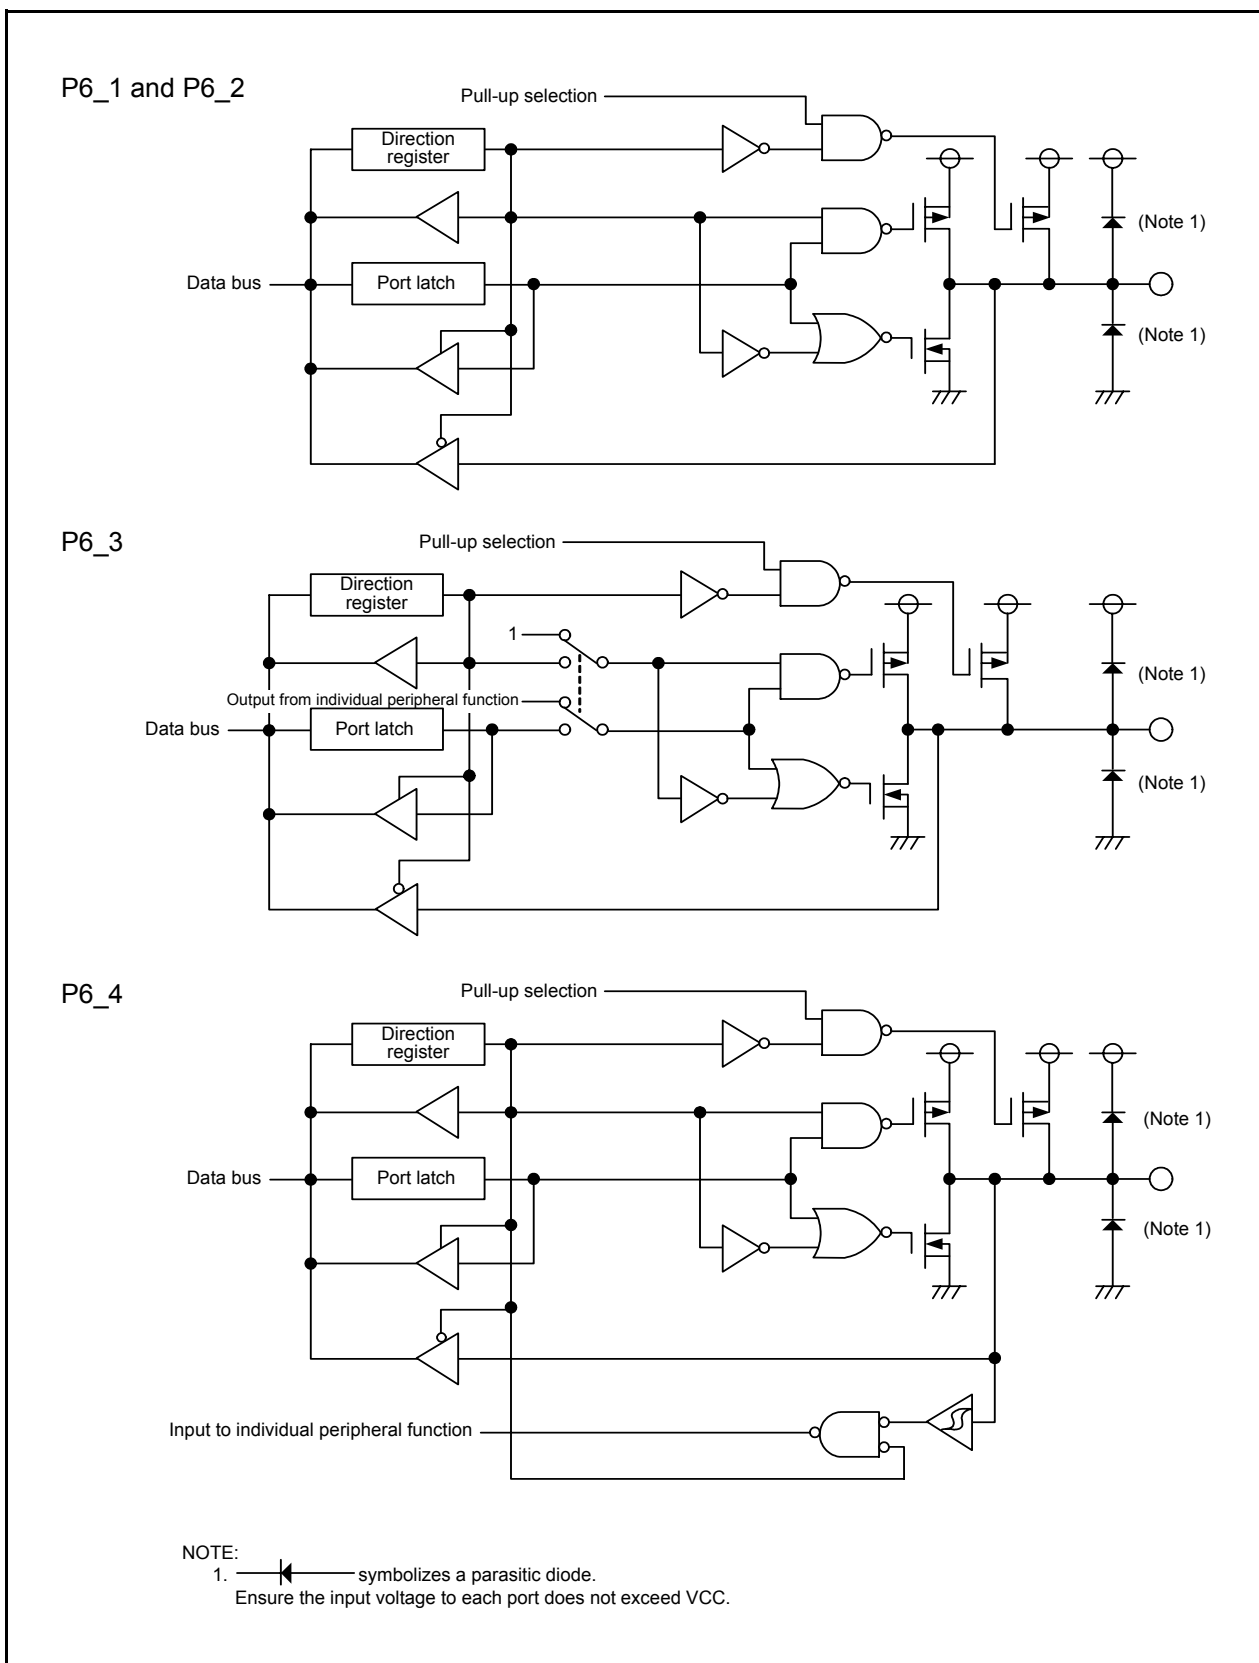 P6_1 and P6_2
Pull-up selection
Direction
register
(Note 1)
Data bus
Port latch
(Note 1)
P6_3
Pull-up selection
Direction
register
1
(Note 1)
Output from individual peripheral function
Data bus
Port latch
(Note 1)
P6_4
Pull-up selection
Direction
register
(Note 1)
Data bus
Port latch
(Note 1)
Input to individual peripheral function
NOTE:
1. symbolizes a parasitic diode.
Ensure the input voltage to each port does not exceed VCC.